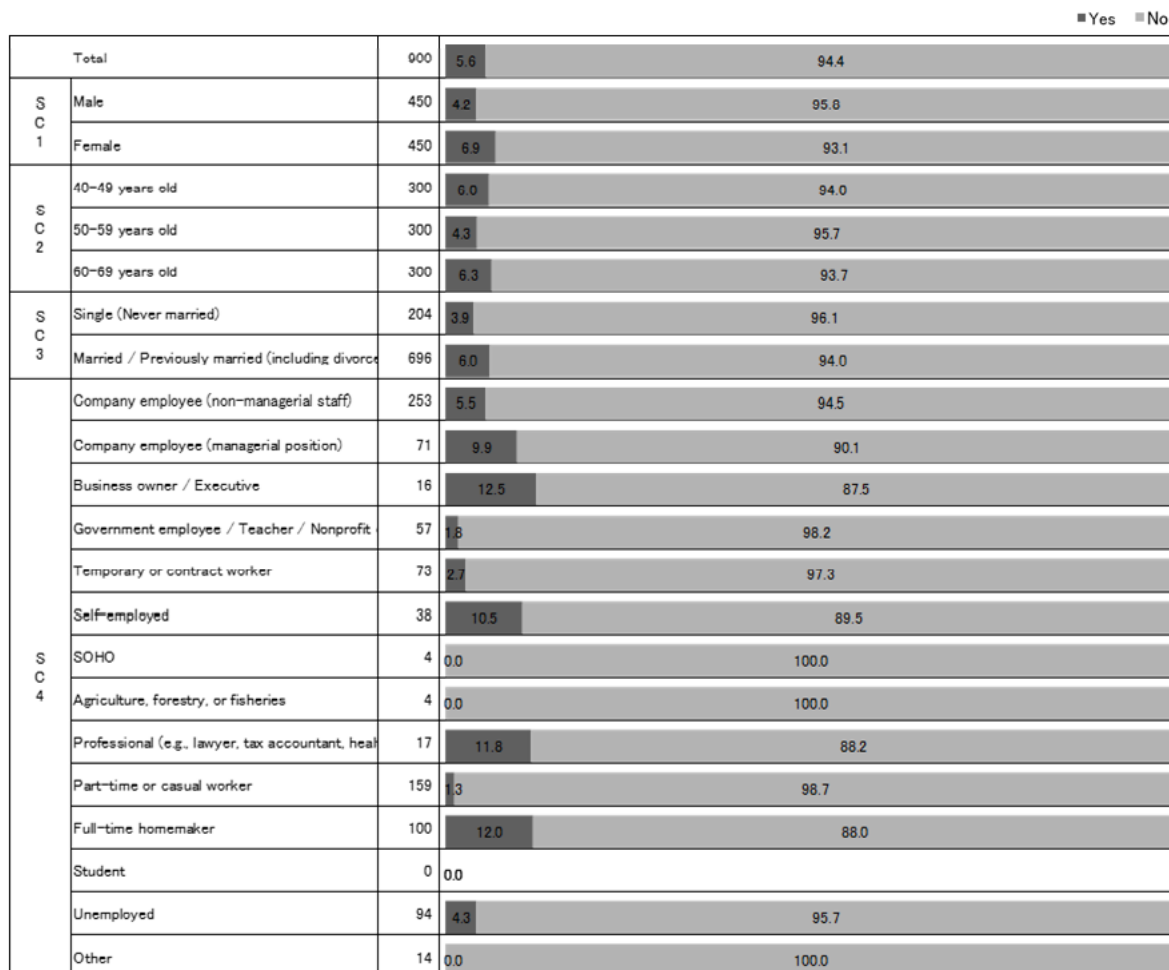 ■Yes ■No
Total 900 5.6 94.4
SC1
Male 450 4.2 95.8
Female 450 6.9 93.1
SC2
40-49 years old 300 6.0 94.0
50-59 years old 300 4.3 95.7
60-69 years old 300 6.3 93.7
SC3
Single (Never married) 204 3.9 96.1
Married / Previously married (including divorce 696 6.0 94.0
SC4
Company employee (non-managerial staff) 253 5.5 94.5
Company employee (managerial position) 71 9.9 90.1
Business owner / Executive 16 12.5 87.5
Government employee / Teacher / Nonprofit 57 1.8 98.2
Temporary or contract worker 73 2.7 97.3
Self-employed 38 10.5 89.5
SOHO 4 0.0 100.0
Agriculture, forestry, or fisheries 4 0.0 100.0
Professional (e.g., lawyer, tax accountant, heal 17 11.8 88.2
Part-time or casual worker 159 1.3 98.7
Full-time homemaker 100 12.0 88.0
Student 0 0.0
Unemployed 94 4.3 95.7
Other 14 0.0 100.0